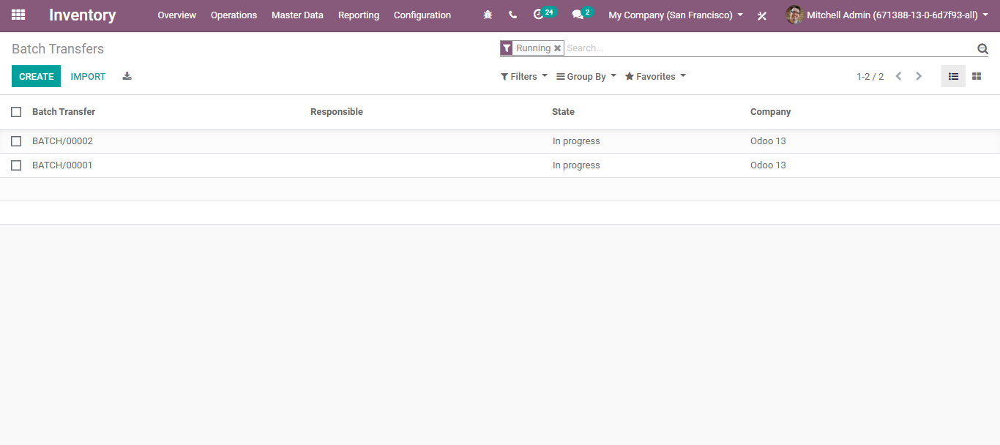 Inventory Overview Operations Master Data Reporting Configuration 24 2 My Company (San Francisco) Mitchell Admin (671388-13-0-6d7f93-all)
Batch Transfers Running Search...
CREATE IMPORT Filters Group By Favorites 1-2 / 2
Batch Transfer Responsible State Company
BATCH/00002 In progress Odoo 13
BATCH/00001 In progress Odoo 13